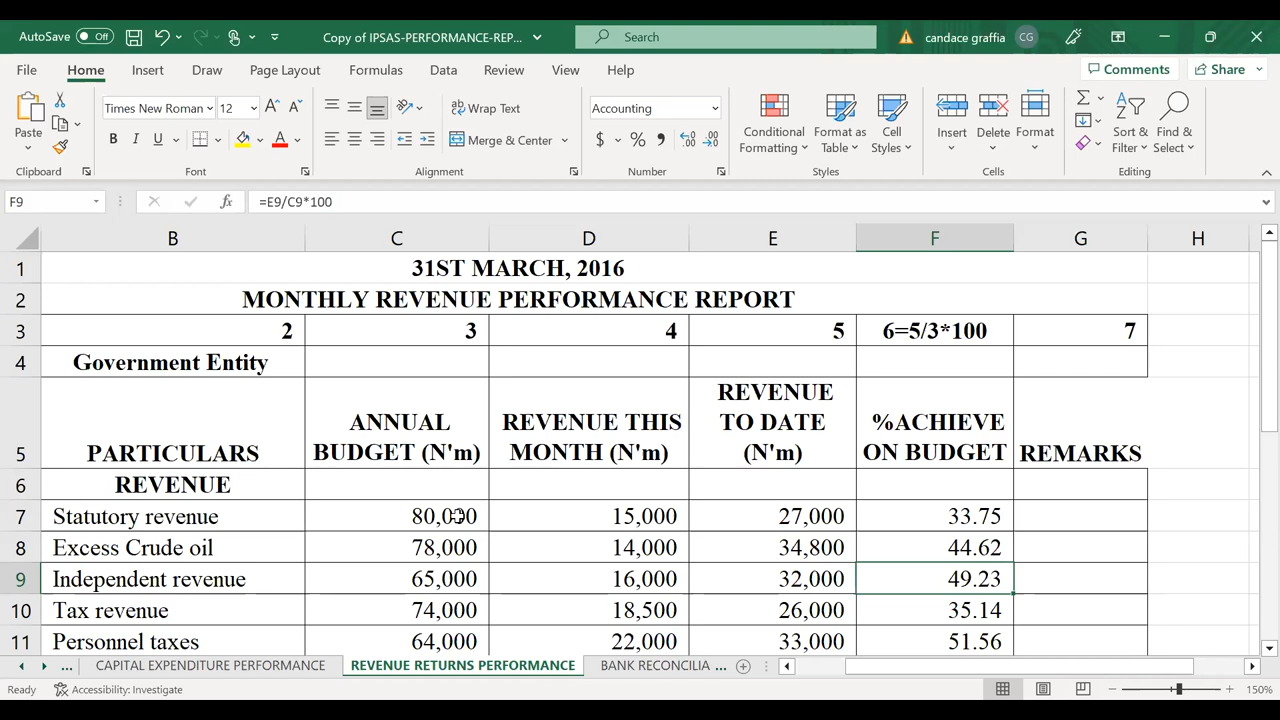 AutoSave Off Copy of IPSAS-PERFORMANCE-REP... Search candace graffia CG
File Home Insert Draw Page Layout Formulas Data Review View Help Comments Share
Times New Roman 12 Wrap Text Accounting
Paste Conditional Format as Cell Insert Delete Format Sort & Find &
B I U Merge & Center $ % Formatting Table Styles Filter Select
Clipboard Font Alignment Number Styles Cells Editing
F9 fx =E9/C9*100
B C D E F G H
1 31ST MARCH, 2016
2 MONTHLY REVENUE PERFORMANCE REPORT
3 2 3 4 5 6=5/3*100 7
4 Government Entity
REVENUE
ANNUAL REVENUE THIS TO DATE %ACHIEVE
5 PARTICULARS BUDGET (N'm) MONTH (N'm) (N'm) ON BUDGET REMARKS
6 REVENUE
7 Statutory revenue 80,000 15,000 27,000 33.75
8 Excess Crude oil 78,000 14,000 34,800 44.62
9 Independent revenue 65,000 16,000 32,000 49.23
10 Tax revenue 74,000 18,500 26,000 35.14
11 Personnel taxes 64,000 22,000 33,000 51.56
... CAPITAL EXPENDITURE PERFORMANCE REVENUE RETURNS PERFORMANCE BANK RECONCILIA ...
Ready Accessibility: Investigate 150%